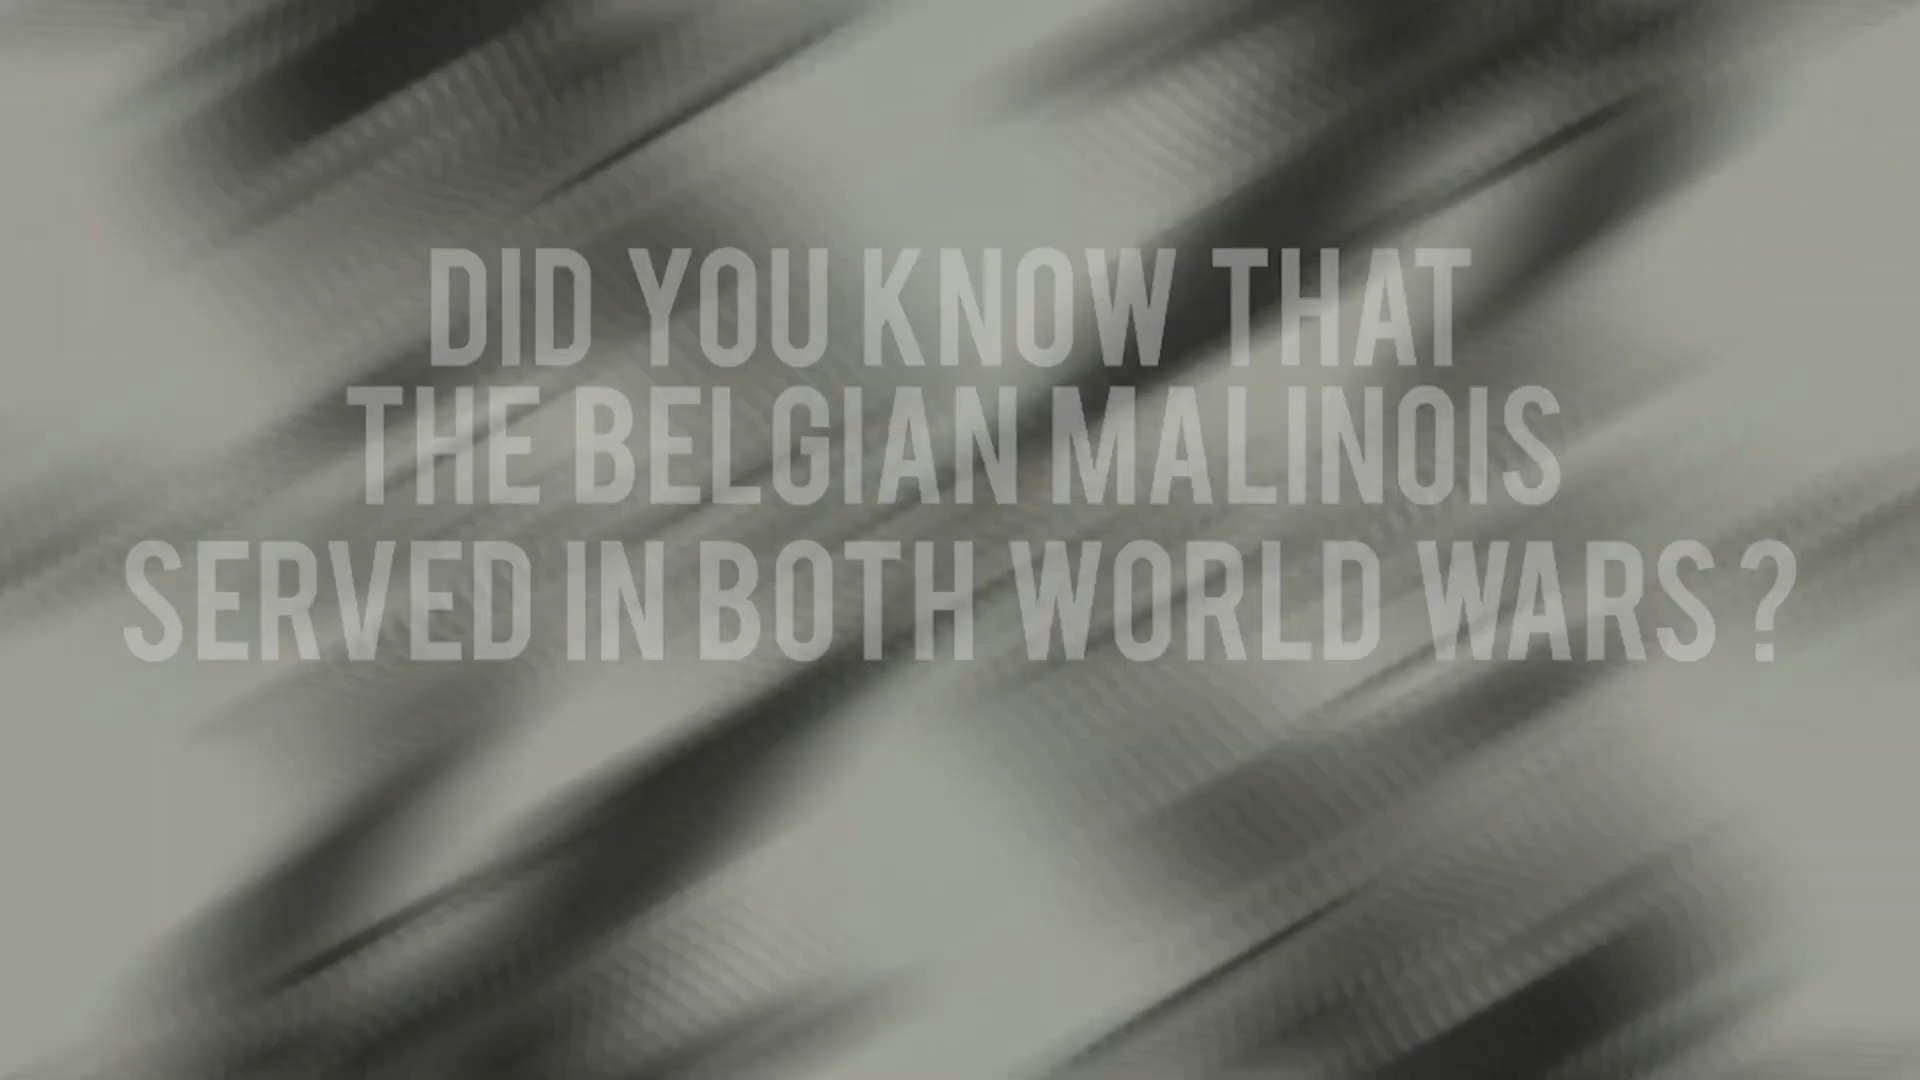 DID YOU KNOW THAT
THE BELGIAN MALINOIS
SERVED IN BOTH WORLD WARS?